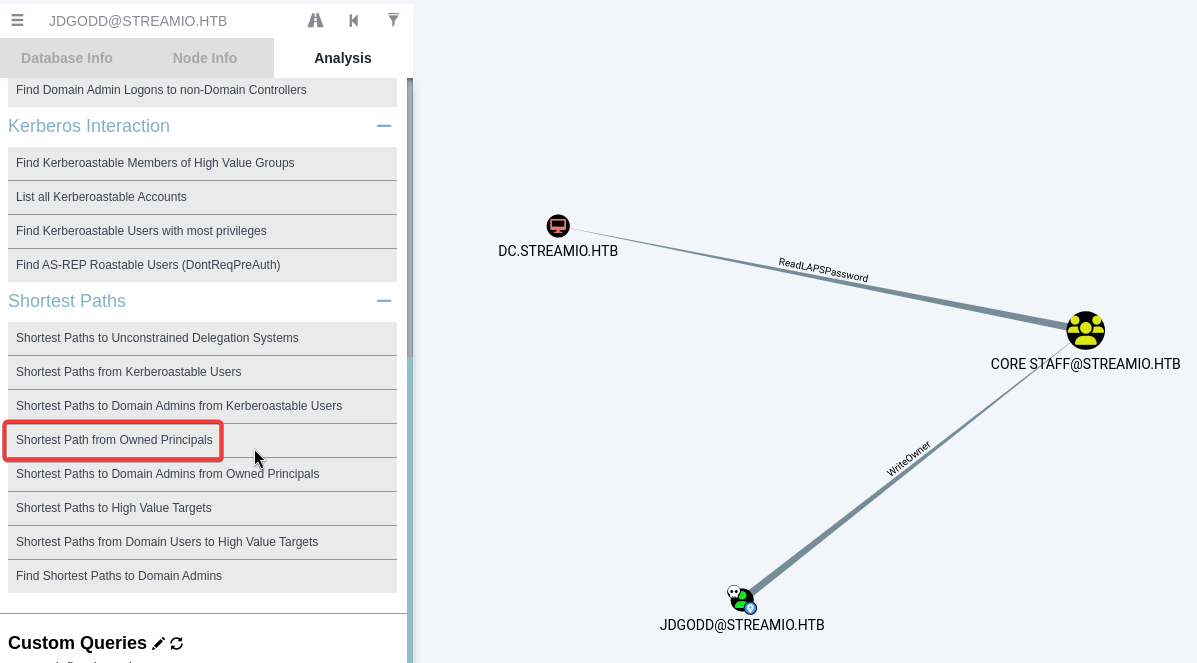 JDGODD@STREAMIO.HTB
Database Info
Node Info
Analysis
Find Domain Admin Logons to non-Domain Controllers
Kerberos Interaction
Find Kerberoastable Members of High Value Groups
List all Kerberoastable Accounts
Find Kerberoastable Users with most privileges
Find AS-REP Roastable Users (DontReqPreAuth)
Shortest Paths
Shortest Paths to Unconstrained Delegation Systems
Shortest Paths from Kerberoastable Users
Shortest Paths to Domain Admins from Kerberoastable Users
Shortest Path from Owned Principals
Shortest Paths to Domain Admins from Owned Principals
Shortest Paths to High Value Targets
Shortest Paths from Domain Users to High Value Targets
Find Shortest Paths to Domain Admins
Custom Queries
DC.STREAMIO.HTB
ReadLAPSPassword
CORE STAFF@STREAMIO.HTB
WriteOwner
JDGODD@STREAMIO.HTB